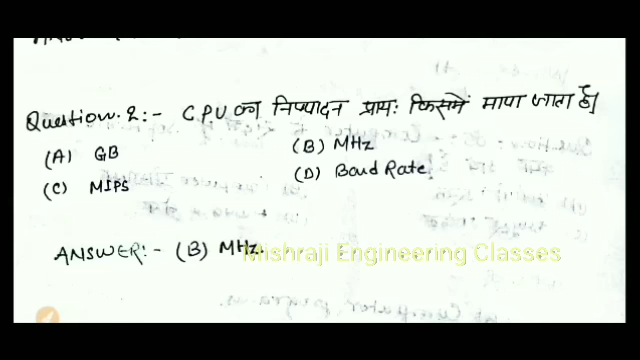 Question.2:- CPU का निष्पादन प्रायः किसमें मापा जाता है।
(A) GB (B) MHz
(C) MIPS (D) Baud Rate.
ANSWER:- (B) MHz
Mishraji Engineering Classes